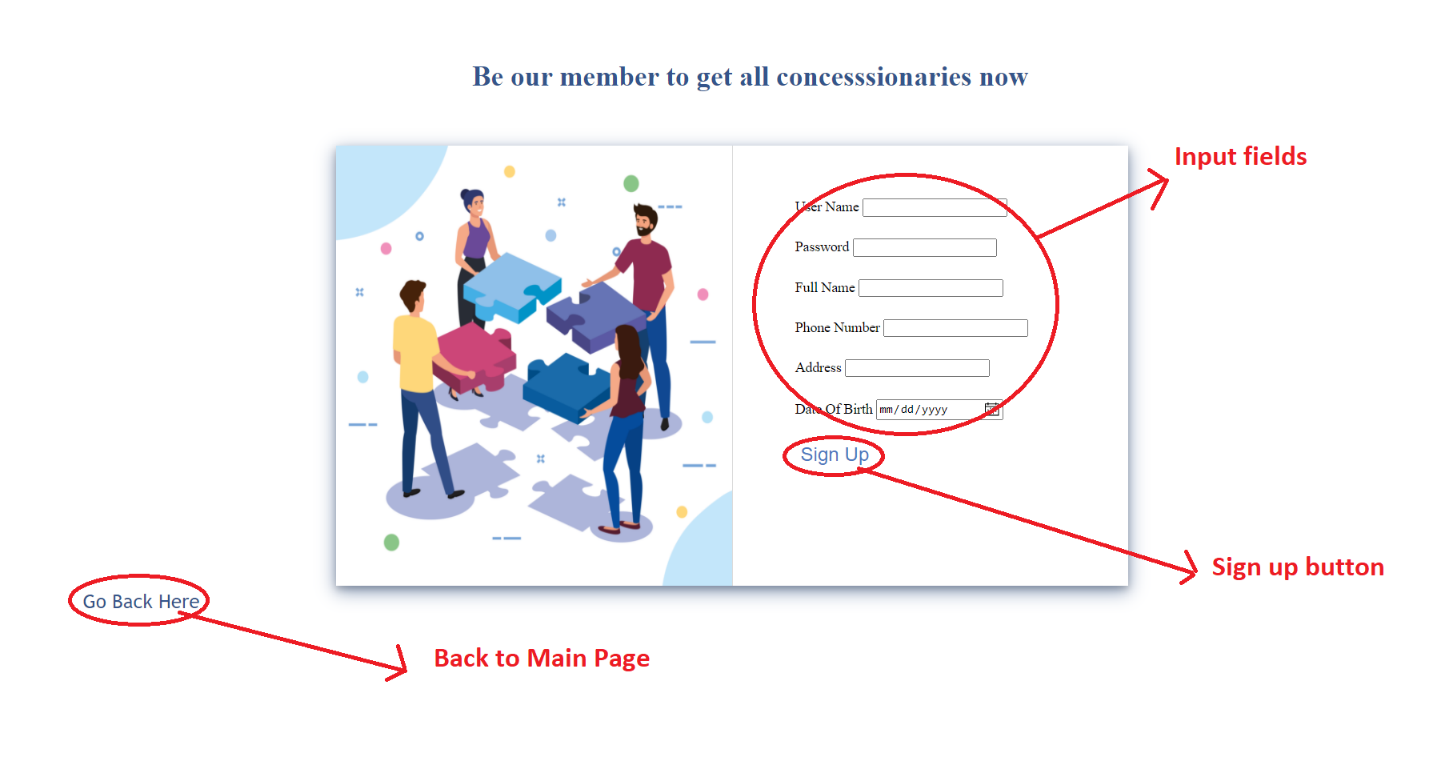 Be our member to get all concesssionaries now
Input fields
User Name
Password
Full Name
Phone Number
Address
Date Of Birth mm/dd/yyyy
Sign Up
Sign up button
Go Back Here
Back to Main Page